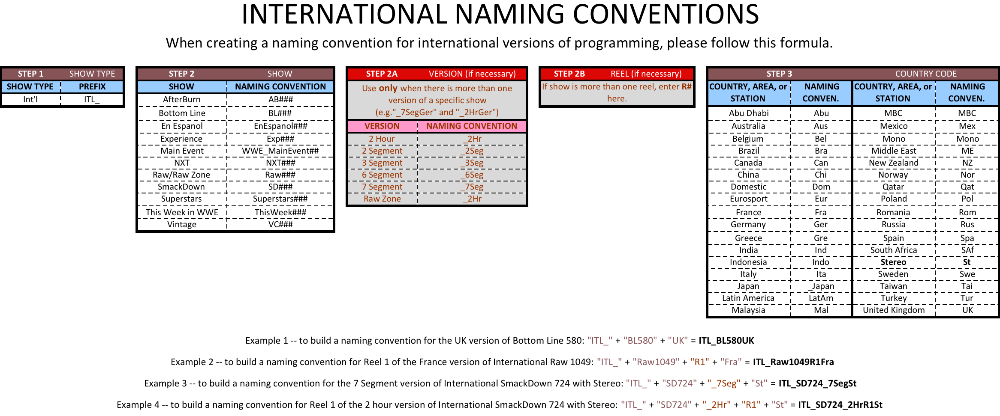 INTERNATIONAL NAMING CONVENTIONS
When creating a naming convention for international versions of programming, please follow this formula.
STEP 1 SHOW TYPE
SHOW TYPE PREFIX
Int'l ITL_
STEP 2 SHOW
SHOW NAMING CONVENTION
AfterBurn AB###
Bottom Line BL###
En Espanol EnEspanol###
Experience Exp###
Main Event WWE_MainEvent##
NXT NXT###
Raw/Raw Zone Raw###
SmackDown SD###
Superstars Superstars###
This Week in WWE ThisWeek###
Vintage VC###
STEP 2A VERSION (if necessary)
Use only when there is more than one
version of a specific show
(e.g."_7SegGer" and "_2HrGer")
VERSION NAMING CONVENTION
2 Hour _2Hr
2 Segment _2Seg
3 Segment _3Seg
6 Segment _6Seg
7 Segment _7Seg
Raw Zone _2Hr
STEP 2B REEL (if necessary)
If show is more than one reel, enter R#
here.
STEP 3 COUNTRY CODE
COUNTRY, AREA, or NAMING COUNTRY, AREA, or NAMING
STATION CONVEN. STATION CONVEN.
Abu Dhabi Abu MBC MBC
Australia Aus Mexico Mex
Belgium Bel Mono Mono
Brazil Bra Middle East ME
Canada Can New Zealand NZ
China Chi Norway Nor
Domestic Dom Qatar Qat
Eurosport Eur Poland Pol
France Fra Romania Rom
Germany Ger Russia Rus
Greece Gre Spain Spa
India Ind South Africa SAf
Indonesia Indo Stereo St
Italy Ita Sweden Swe
Japan _Japan Taiwan Tai
Latin America LatAm Turkey Tur
Malaysia Mal United Kingdom UK
Example 1 -- to build a naming convention for the UK version of Bottom Line 580: "ITL_" + "BL580" + "UK" = ITL_BL580UK
Example 2 -- to build a naming convention for Reel 1 of the France version of International Raw 1049: "ITL_" + "Raw1049" + "R1" + "Fra" = ITL_Raw1049R1Fra
Example 3 -- to build a naming convention for the 7 Segment version of International SmackDown 724 with Stereo: "ITL_" + "SD724" + "_7Seg" + "St" = ITL_SD724_7SegSt
Example 4 -- to build a naming convention for Reel 1 of the 2 hour version of International SmackDown 724 with Stereo: "ITL_" + "SD724" + "_2Hr" + "R1" + "St" = ITL_SD724_2HrR1St